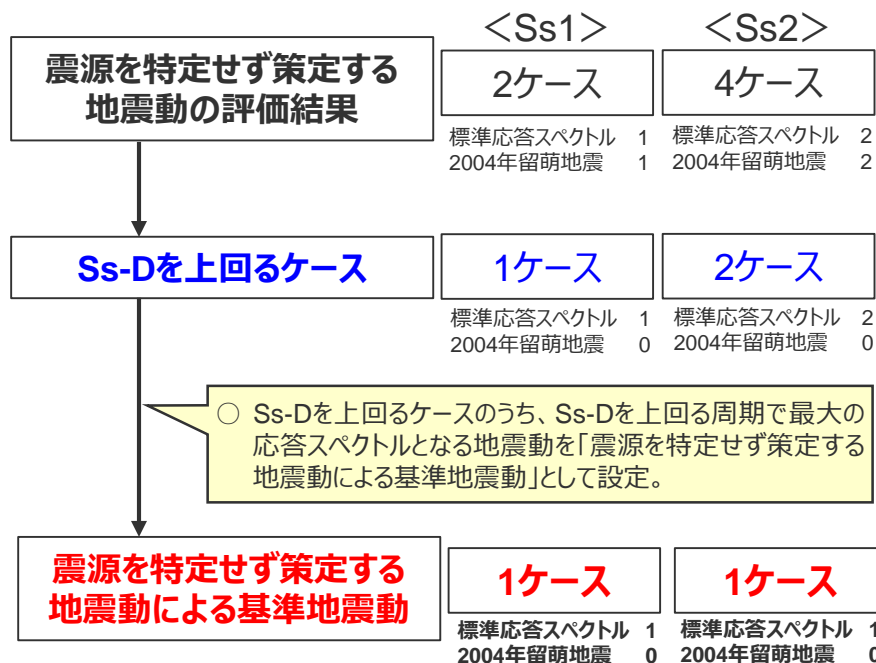 ＜Ss1＞ ＜Ss2＞
震源を特定せず策定する
地震動の評価結果
2ケース 4ケース
標準応答スペクトル 1 標準応答スペクトル 2
2004年留萌地震 1 2004年留萌地震 2
Ss-Dを上回るケース
1ケース 2ケース
標準応答スペクトル 1 標準応答スペクトル 2
2004年留萌地震 0 2004年留萌地震 0
○ Ss-Dを上回るケースのうち、Ss-Dを上回る周期で最大の
応答スペクトルとなる地震動を「震源を特定せず策定する
地震動による基準地震動」として設定。
震源を特定せず策定する
地震動による基準地震動
1ケース 1ケース
標準応答スペクトル 1 標準応答スペクトル 1
2004年留萌地震 0 2004年留萌地震 0